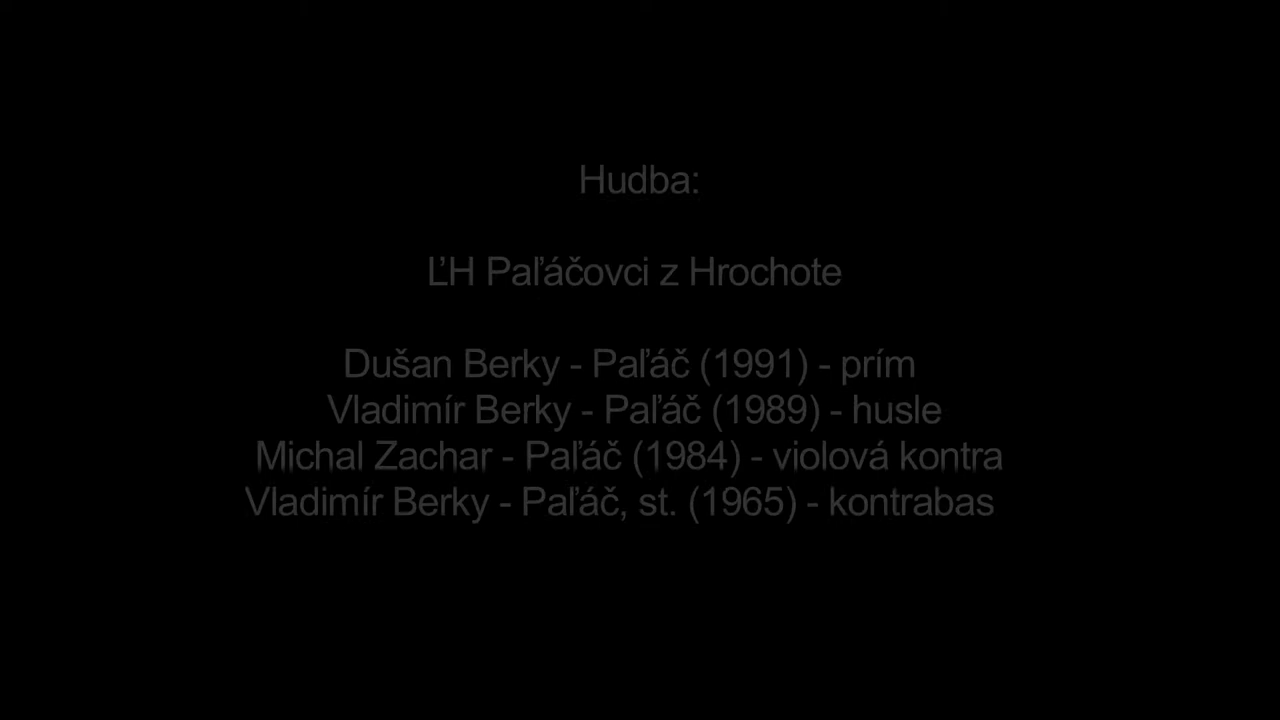 Hudba:
ĽH Paľáčovci z Hrochote
Dušan Berky - Paľáč (1991) - prím
Vladimír Berky - Paľáč (1989) - husle
Michal Zachar - Paľáč (1984) - violová kontra
Vladimír Berky - Paľáč, st. (1965) - kontrabas